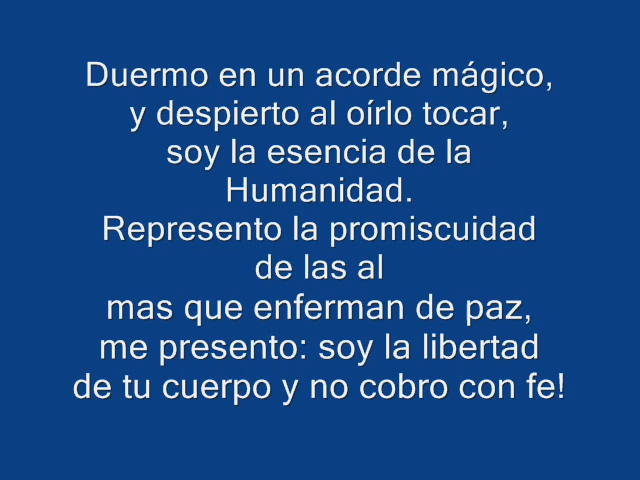 Duermo en un acorde mágico,
y despierto al oírlo tocar,
soy la esencia de la
Humanidad.
Represento la promiscuidad
de las al
mas que enferman de paz,
me presento: soy la libertad
de tu cuerpo y no cobro con fe!